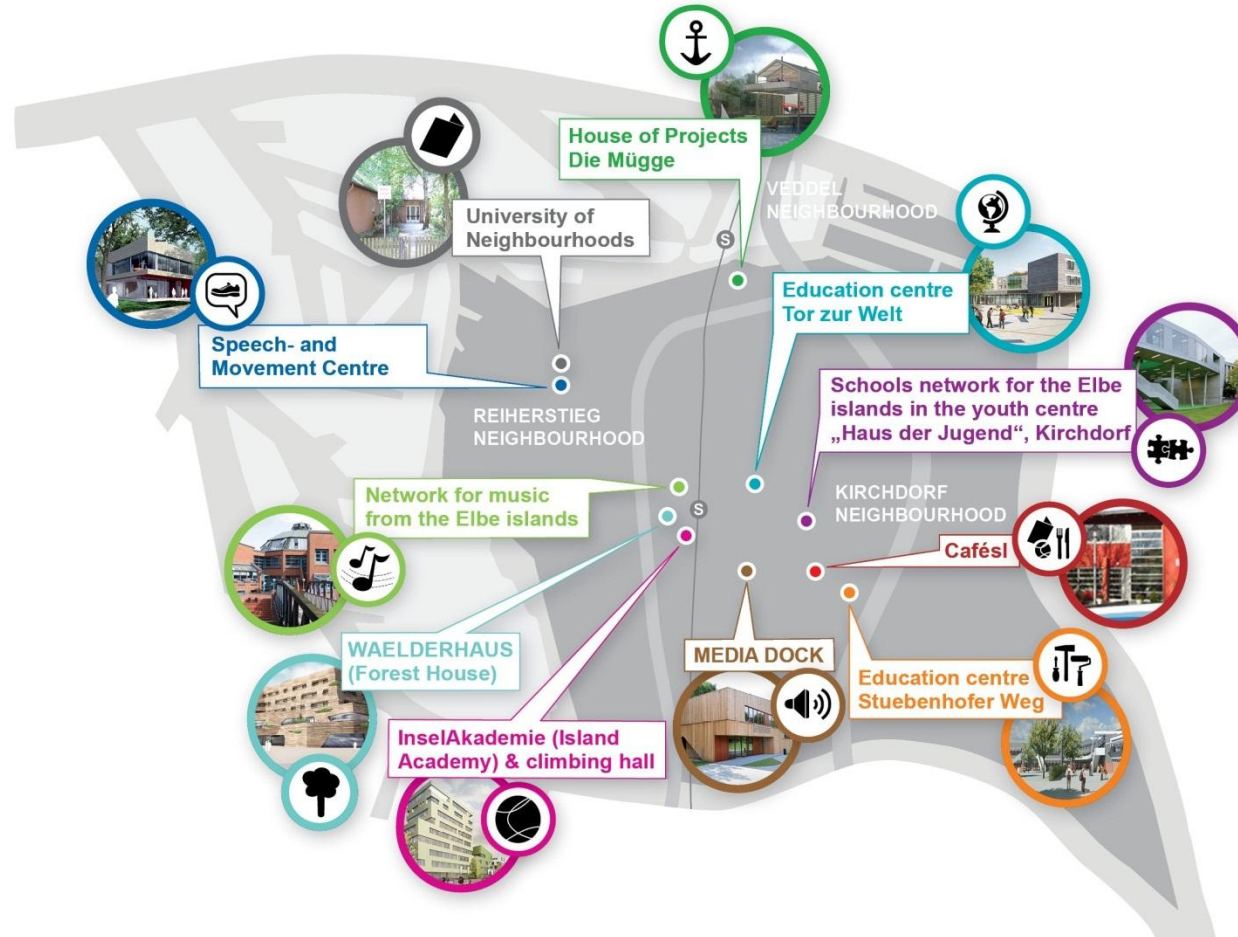 House of Projects
Die Mügge
VEDDEL
NEIGHBOURHOOD
University of
Neighbourhoods
S
Education centre
Tor zur Welt
Speech- and
Movement Centre
Schools network for the Elbe
islands in the youth centre
„Haus der Jugend“, Kirchdorf
REIHERSTIEG
NEIGHBOURHOOD
Network for music
from the Elbe islands
KIRCHDORF
NEIGHBOURHOOD
S
CaféSl
WAELDERHAUS
(Forest House)
MEDIA DOCK
Education centre
Stuebenhofer Weg
InselAkademie (Island
Academy) & climbing hall